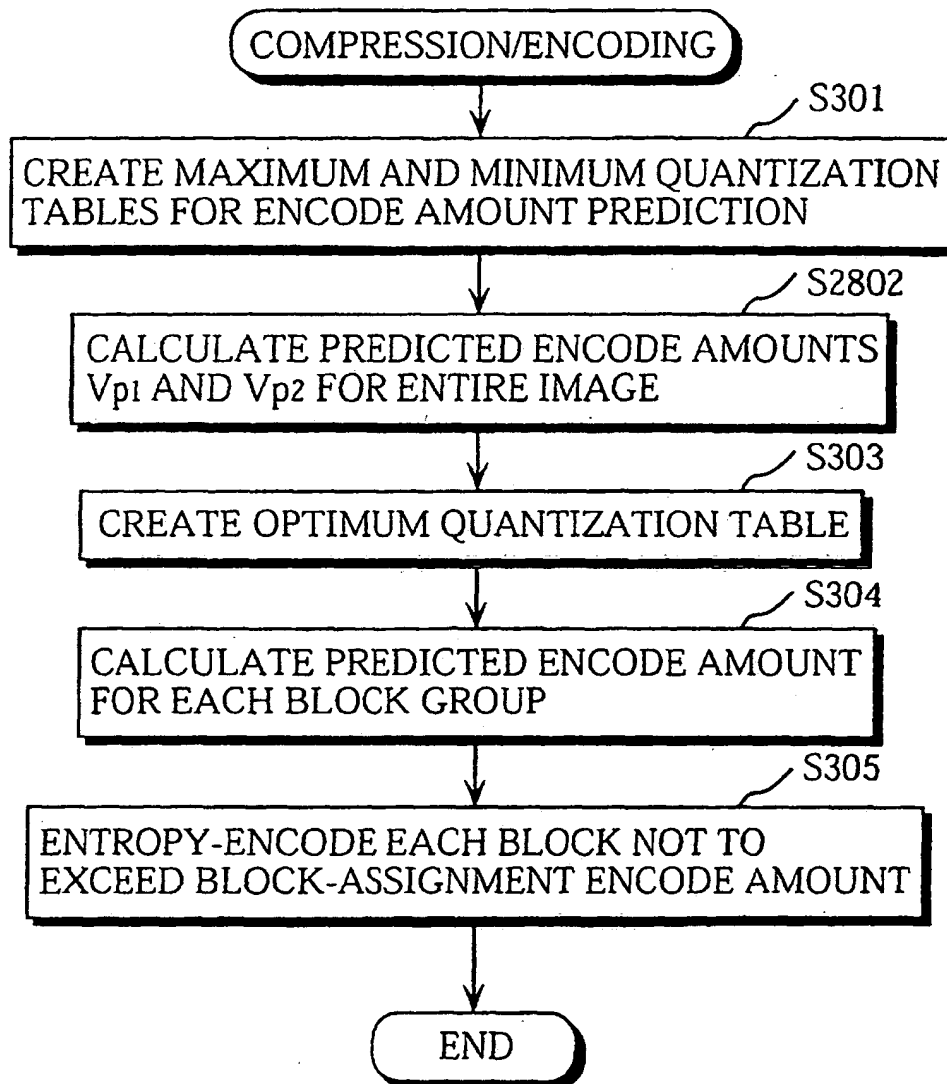 COMPRESSION/ENCODING
S301
CREATE MAXIMUM AND MINIMUM QUANTIZATION
TABLES FOR ENCODE AMOUNT PREDICTION
S2802
CALCULATE PREDICTED ENCODE AMOUNTS
Vp1 AND Vp2 FOR ENTIRE IMAGE
S303
CREATE OPTIMUM QUANTIZATION TABLE
S304
CALCULATE PREDICTED ENCODE AMOUNT
FOR EACH BLOCK GROUP
S305
ENTROPY-ENCODE EACH BLOCK NOT TO
EXCEED BLOCK-ASSIGNMENT ENCODE AMOUNT
END